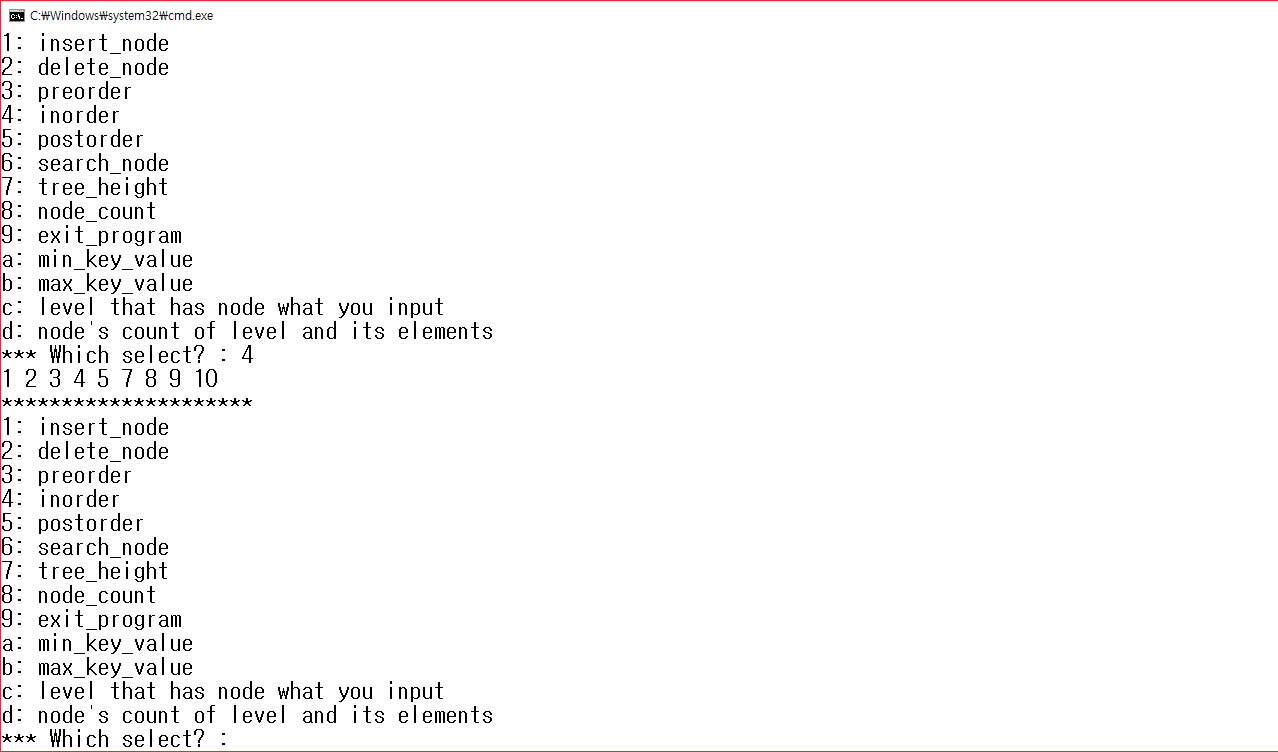 C:₩Windows₩system32₩cmd.exe
1: insert_node
2: delete_node
3: preorder
4: inorder
5: postorder
6: search_node
7: tree_height
8: node_count
9: exit_program
a: min_key_value
b: max_key_value
c: level that has node what you input
d: node's count of level and its elements
*** Which select? : 4
1 2 3 4 5 7 8 9 10
*********************
1: insert_node
2: delete_node
3: preorder
4: inorder
5: postorder
6: search_node
7: tree_height
8: node_count
9: exit_program
a: min_key_value
b: max_key_value
c: level that has node what you input
d: node's count of level and its elements
*** Which select? :